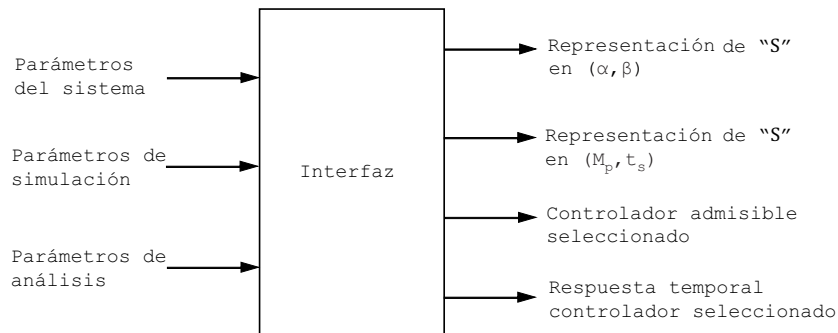 Parámetros
del sistema
Parámetros de
simulación
Parámetros de
análisis
Interfaz
Representación de “S”
en (α,β)
Representación de “S”
en (Mp,ts)
Controlador admisible
seleccionado
Respuesta temporal
controlador seleccionado